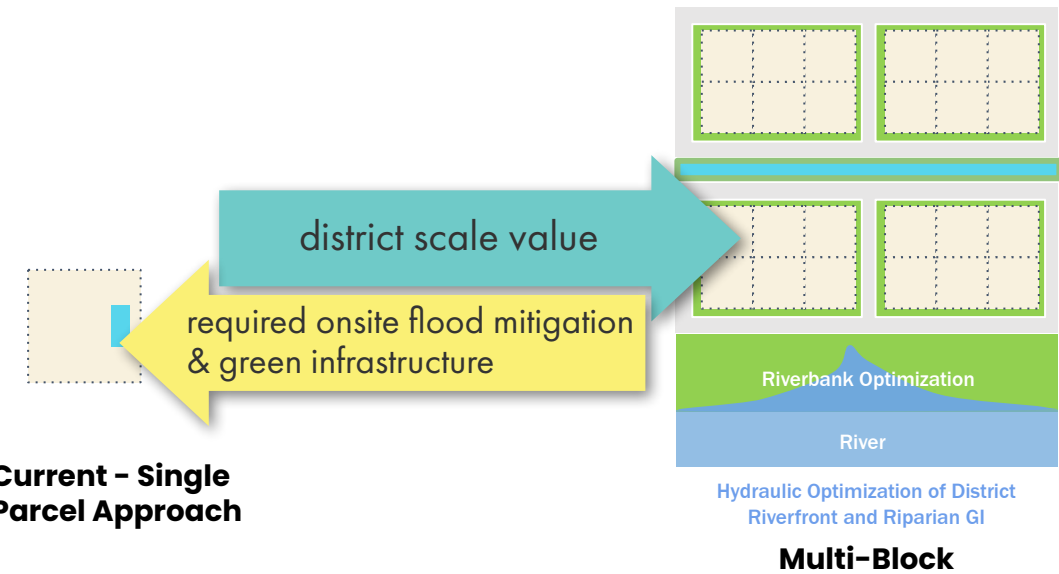 district scale value
required onsite flood mitigation
& green infrastructure
Riverbank Optimization
River
Current - Single
Parcel Approach
Hydraulic Optimization of District
Riverfront and Riparian GI
Multi-Block